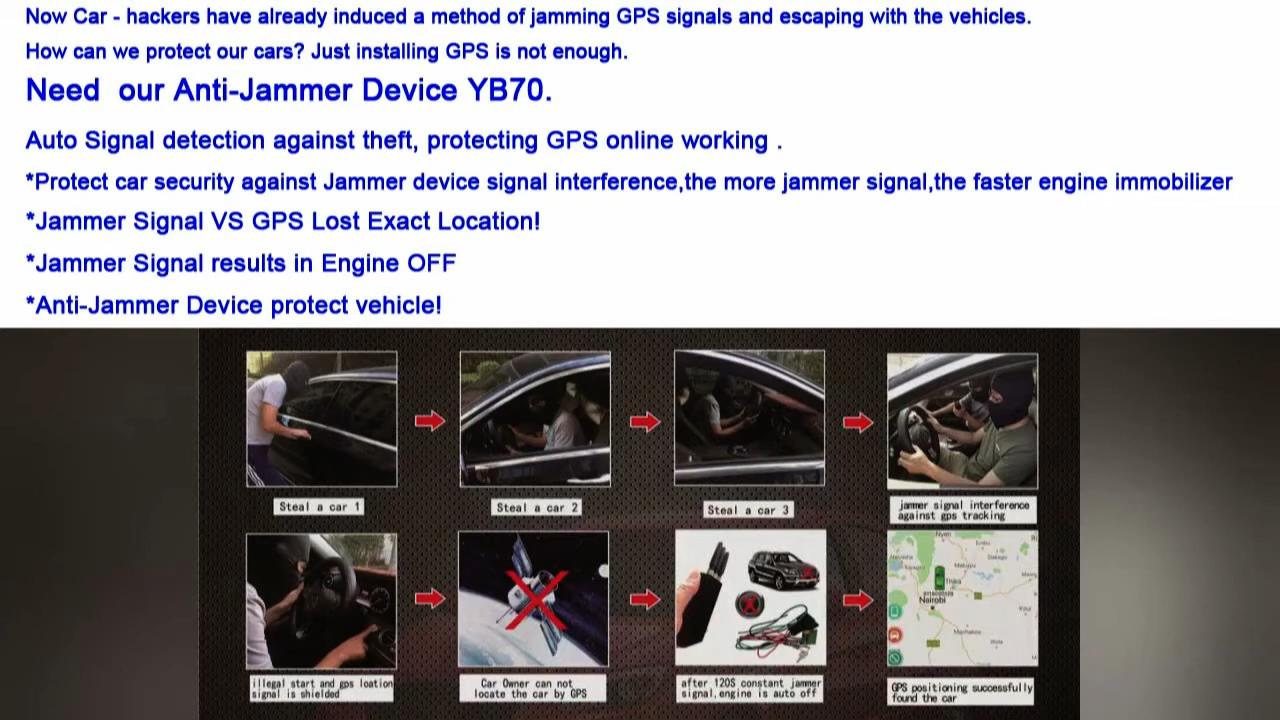 Now Car - hackers have already induced a method of jamming GPS signals and escaping with the vehicles.
How can we protect our cars? Just installing GPS is not enough.
Need our Anti-Jammer Device YB70.
Auto Signal detection against theft, protecting GPS online working .
*Protect car security against Jammer device signal interference,the more jammer signal,the faster engine immobilizer
*Jammer Signal VS GPS Lost Exact Location!
*Jammer Signal results in Engine OFF
*Anti-Jammer Device protect vehicle!
Steal a car 1
Steal a car 2
Steal a car 3
jammer signal interference
against gps tracking
illegal start and gps loation
signal is shielded
Car Owner can not
locate the car by GPS
after 120S constant jammer
signal,engine is auto off
Thika
Nairobi
Machakos
GPS positioning successfully
found the car